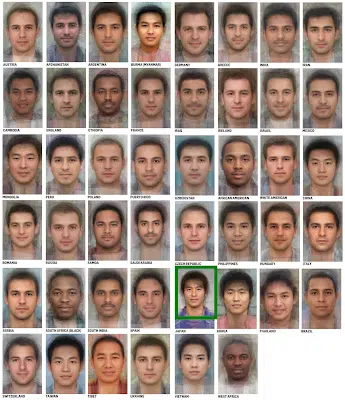 AUSTRIA AFGHANISTAN ARGENTINA BURMA (MYANMAR) GERMANY GREECE INDIA IRAN
CAMBODIA ENGLAND ETHIOPIA FRANCE IRAQ IRELAND ISRAEL MEXICO
MONGOLIA PERU POLAND PUERTO RICO UZBEKISTAN AFRICAN AMERICAN WHITE AMERICAN CHINA
ROMANIA RUSSIA SAMOA SAUDI ARABIA CZECH REPUBLIC PHILIPPINES HUNGARY ITALY
SERBIA SOUTH AFRICA (BLACK) SOUTH INDIA SPAIN JAPAN KOREA THAILAND BRAZIL
SWITZERLAND TAIWAN TIBET UKRAINE VIETNAM WEST AFRICA